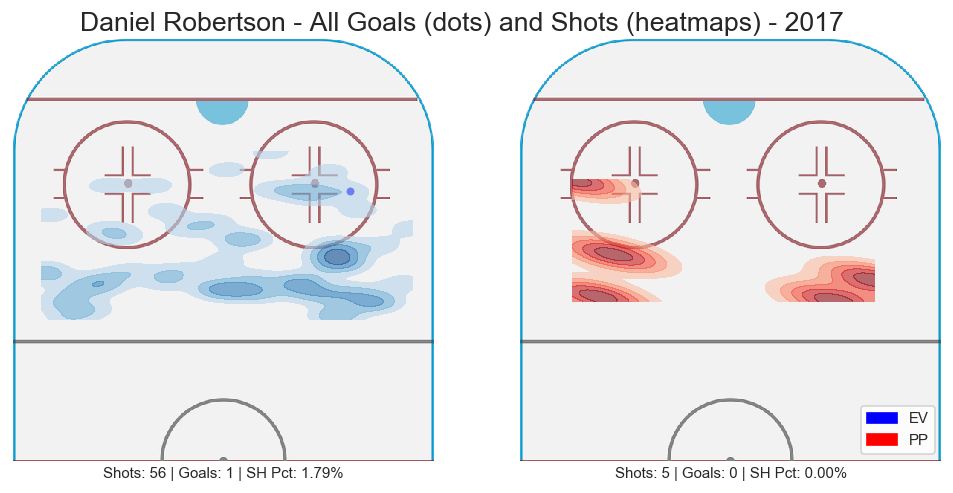 Daniel Robertson - All Goals (dots) and Shots (heatmaps) - 2017
EV
PP
Shots: 56 | Goals: 1 | SH Pct: 1.79%
Shots: 5 | Goals: 0 | SH Pct: 0.00%